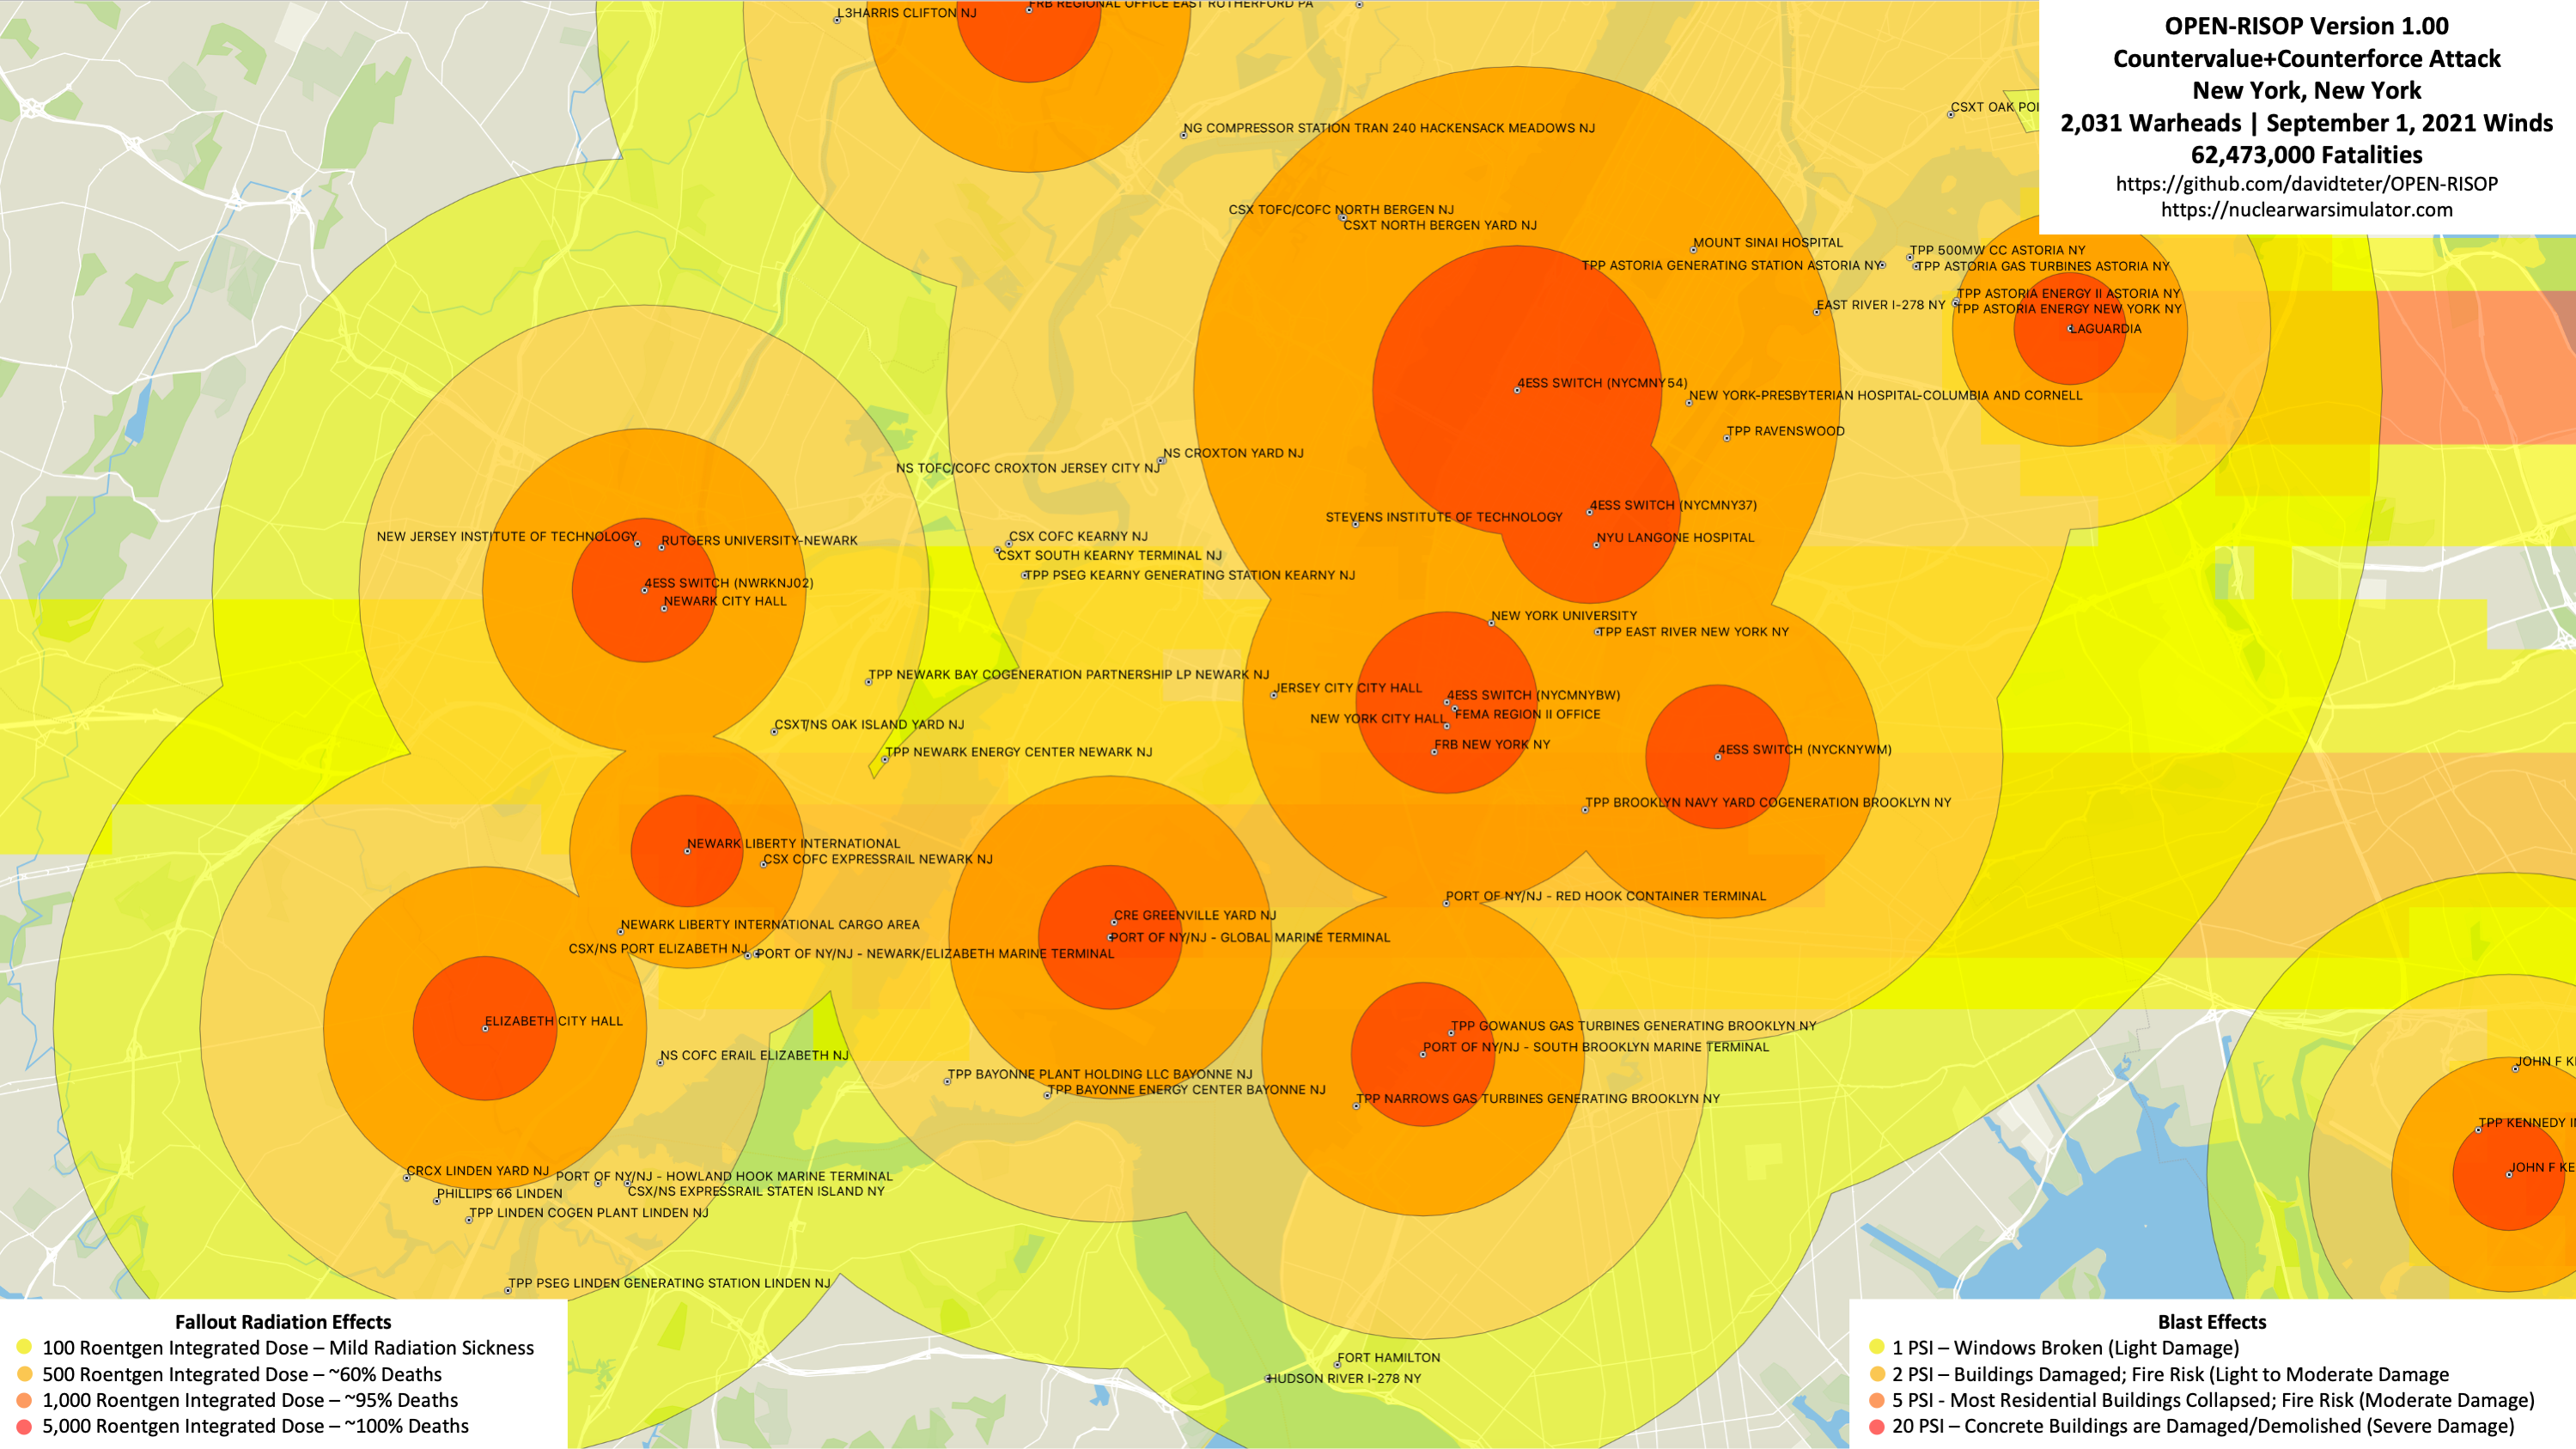 L3HARRIS CLIFTON NJ
FRB REGIONAL OFFICE EAST RUTHERFORD PA
OPEN-RISOP Version 1.00
Countervalue+Counterforce Attack
New York, New York
2,031 Warheads | September 1, 2021 Winds
62,473,000 Fatalities
https://github.com/davidteter/OPEN-RISOP
https://nuclearwarsimulator.com
CSXT OAK POI
NG COMPRESSOR STATION TRAN 240 HACKENSACK MEADOWS NJ
CSX TOFC/COFC NORTH BERGEN NJ
CSXT NORTH BERGEN YARD NJ
MOUNT SINAI HOSPITAL
TPP 500MW CC ASTORIA NY
TPP ASTORIA GENERATING STATION ASTORIA NY
TPP ASTORIA GAS TURBINES ASTORIA NY
TPP ASTORIA ENERGY II ASTORIA NY
EAST RIVER I-278 NY
TPP ASTORIA ENERGY NEW YORK NY
LAGUARDIA
4ESS SWITCH (NYCMNY54)
NEW YORK-PRESBYTERIAN HOSPITAL-COLUMBIA AND CORNELL
TPP RAVENSWOOD
NS CROXTON YARD NJ
NS TOFC/COFC CROXTON JERSEY CITY NJ
4ESS SWITCH (NYCMNY37)
STEVENS INSTITUTE OF TECHNOLOGY
NYU LANGONE HOSPITAL
NEW JERSEY INSTITUTE OF TECHNOLOGY
RUTGERS UNIVERSITY-NEWARK
CSX COFC KEARNY NJ
CSXT SOUTH KEARNY TERMINAL NJ
TPP PSEG KEARNY GENERATING STATION KEARNY NJ
4ESS SWITCH (NWRKNJ02)
NEWARK CITY HALL
NEW YORK UNIVERSITY
TPP EAST RIVER NEW YORK NY
TPP NEWARK BAY COGENERATION PARTNERSHIP LP NEWARK NJ
JERSEY CITY CITY HALL
4ESS SWITCH (NYCMNYBW)
FEMA REGION II OFFICE
NEW YORK CITY HALL
CSXT/NS OAK ISLAND YARD NJ
FRB NEW YORK NY
4ESS SWITCH (NYCKNYWM)
TPP NEWARK ENERGY CENTER NEWARK NJ
TPP BROOKLYN NAVY YARD COGENERATION BROOKLYN NY
NEWARK LIBERTY INTERNATIONAL
CSX COFC EXPRESSRAIL NEWARK NJ
PORT OF NY/NJ - RED HOOK CONTAINER TERMINAL
CRE GREENVILLE YARD NJ
NEWARK LIBERTY INTERNATIONAL CARGO AREA
PORT OF NY/NJ - GLOBAL MARINE TERMINAL
CSX/NS PORT ELIZABETH NJ
PORT OF NY/NJ - NEWARK/ELIZABETH MARINE TERMINAL
ELIZABETH CITY HALL
TPP GOWANUS GAS TURBINES GENERATING BROOKLYN NY
PORT OF NY/NJ - SOUTH BROOKLYN MARINE TERMINAL
NS COFC ERAIL ELIZABETH NJ
JOHN F K
TPP BAYONNE PLANT HOLDING LLC BAYONNE NJ
TPP BAYONNE ENERGY CENTER BAYONNE NJ
TPP NARROWS GAS TURBINES GENERATING BROOKLYN NY
TPP KENNEDY I
JOHN F KE
CRCX LINDEN YARD NJ
PORT OF NY/NJ - HOWLAND HOOK MARINE TERMINAL
PHILLIPS 66 LINDEN
CSX/NS EXPRESSRAIL STATEN ISLAND NY
TPP LINDEN COGEN PLANT LINDEN NJ
TPP PSEG LINDEN GENERATING STATION LINDEN NJ
FORT HAMILTON
HUDSON RIVER I-278 NY
Fallout Radiation Effects
100 Roentgen Integrated Dose – Mild Radiation Sickness
500 Roentgen Integrated Dose – ~60% Deaths
1,000 Roentgen Integrated Dose – ~95% Deaths
5,000 Roentgen Integrated Dose – ~100% Deaths
Blast Effects
1 PSI – Windows Broken (Light Damage)
2 PSI – Buildings Damaged; Fire Risk (Light to Moderate Damage
5 PSI - Most Residential Buildings Collapsed; Fire Risk (Moderate Damage)
20 PSI – Concrete Buildings are Damaged/Demolished (Severe Damage)